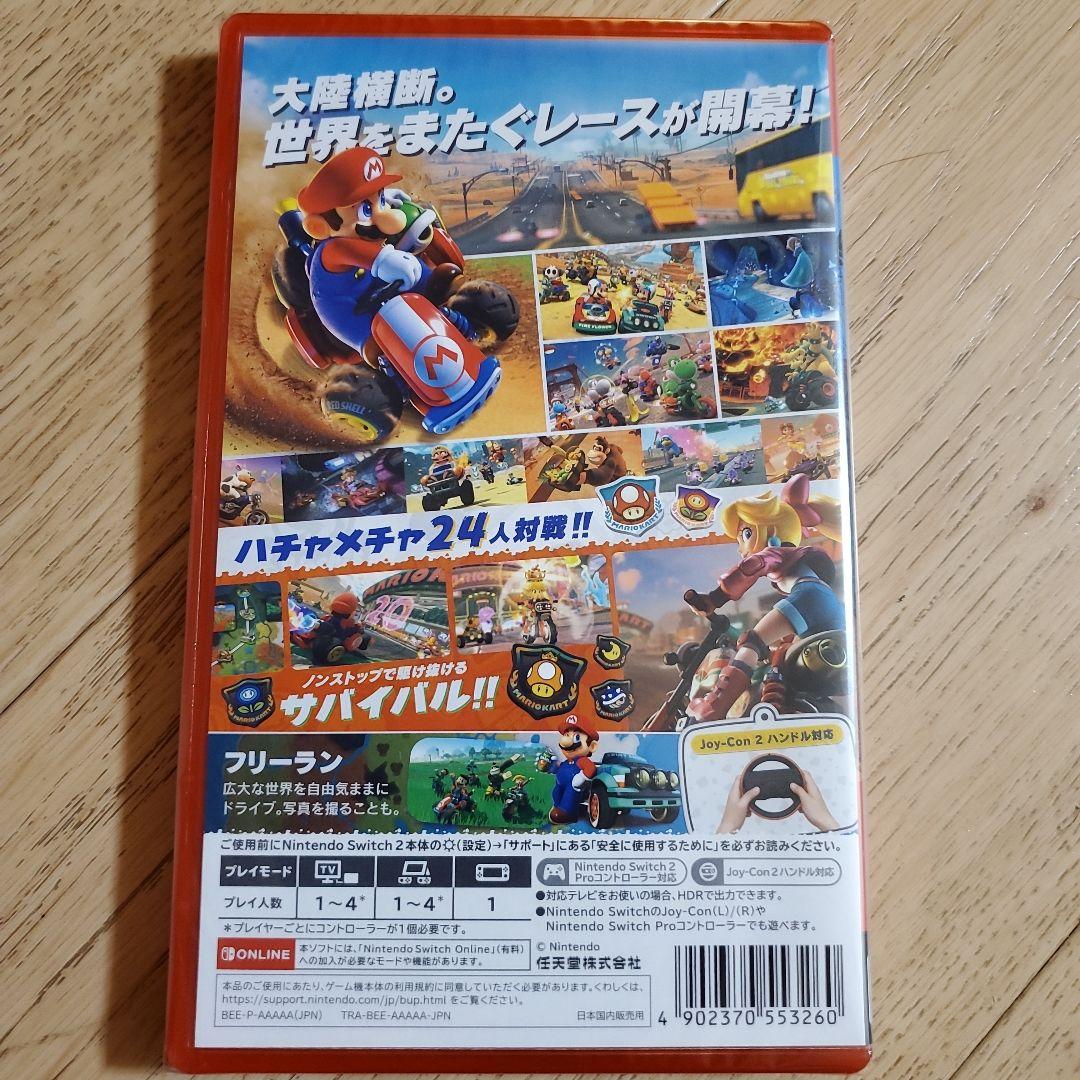 大陸横断。
世界をまたぐレースが開幕!
M
M
FIRE FLOWER
RED SHELL
ハチャメチャ24人対戦!!
MARIO KART
MARIO KART
ノンストップで駆け抜ける
サバイバル!!
MARIO KART
フリーラン
広大な世界を自由気ままに
ドライブ。写真を撮ることも。
Joy-Con 2 ハンドル対応
ご使用前にNintendo Switch 2本体の(設定)→「サポート」にある「安全に使用するために」を必ずお読みください。
プレイモード TV
プレイ人数 1~4* 1~4* 1
*プレイヤーごとにコントローラーが1個必要です。
Nintendo Switch 2
Proコントローラー対応
Joy-Con 2 ハンドル対応
●対応テレビをお使いの場合、HDRで出力できます。
●Nintendo SwitchのJoy-Con(L)/(R)や
Nintendo Switch Proコントローラーでも遊べます。
ONLINE
本ソフトには、「Nintendo Switch Online」(有料)
への加入が必要なモードや機能があります。
© Nintendo
任天堂株式会社
本品のご使用にあたり、ゲーム機本体の利用規約に同意していただく必要があります。くわしくは、
https://support.nintendo.com/jp/bup.html をご覧ください。
BEE-P-AAAAA(JPN) TRA-BEE-AAAAA-JPN 日本国内販売用
4 902370 553260